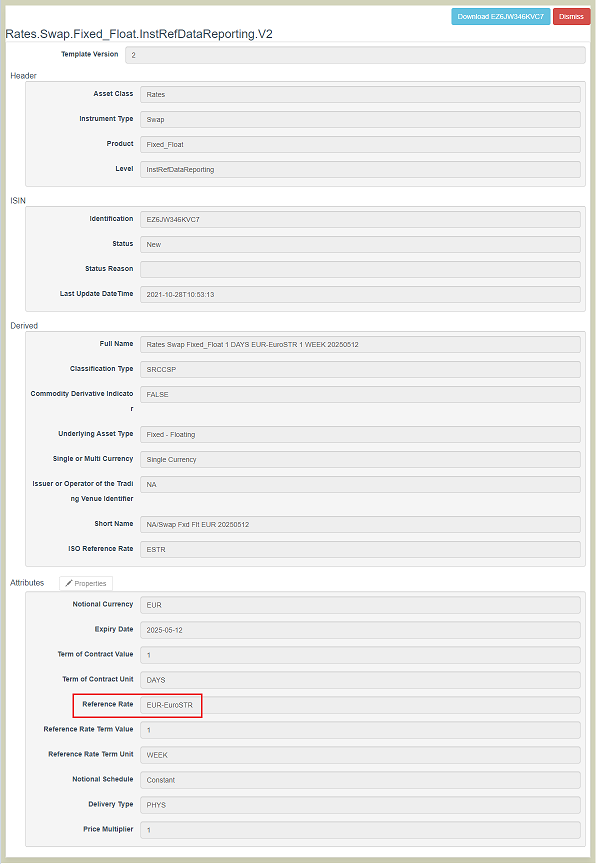 Download EZ6JW346KVC7 Dismiss
Rates.Swap.Fixed_Float.InstRefDataReporting.V2
Template Version 2
Header
Asset Class Rates
Instrument Type Swap
Product Fixed_Float
Level InstRefDataReporting
ISIN
Identification EZ6JW346KVC7
Status New
Status Reason
Last Update DateTime 2021-10-28T10:53:13
Derived
Full Name Rates Swap Fixed_Float 1 DAYS EUR-EuroSTR 1 WEEK 20250512
Classification Type SRCCSP
Commodity Derivative Indicato
r
FALSE
Underlying Asset Type Fixed - Floating
Single or Multi Currency Single Currency
Issuer or Operator of the Tradi
ng Venue Identifier
NA
Short Name NA/Swap Fxd Flt EUR 20250512
ISO Reference Rate ESTR
Attributes Properties
Notional Currency EUR
Expiry Date 2025-05-12
Term of Contract Value 1
Term of Contract Unit DAYS
Reference Rate EUR-EuroSTR
Reference Rate Term Value 1
Reference Rate Term Unit WEEK
Notional Schedule Constant
Delivery Type PHYS
Price Multiplier 1